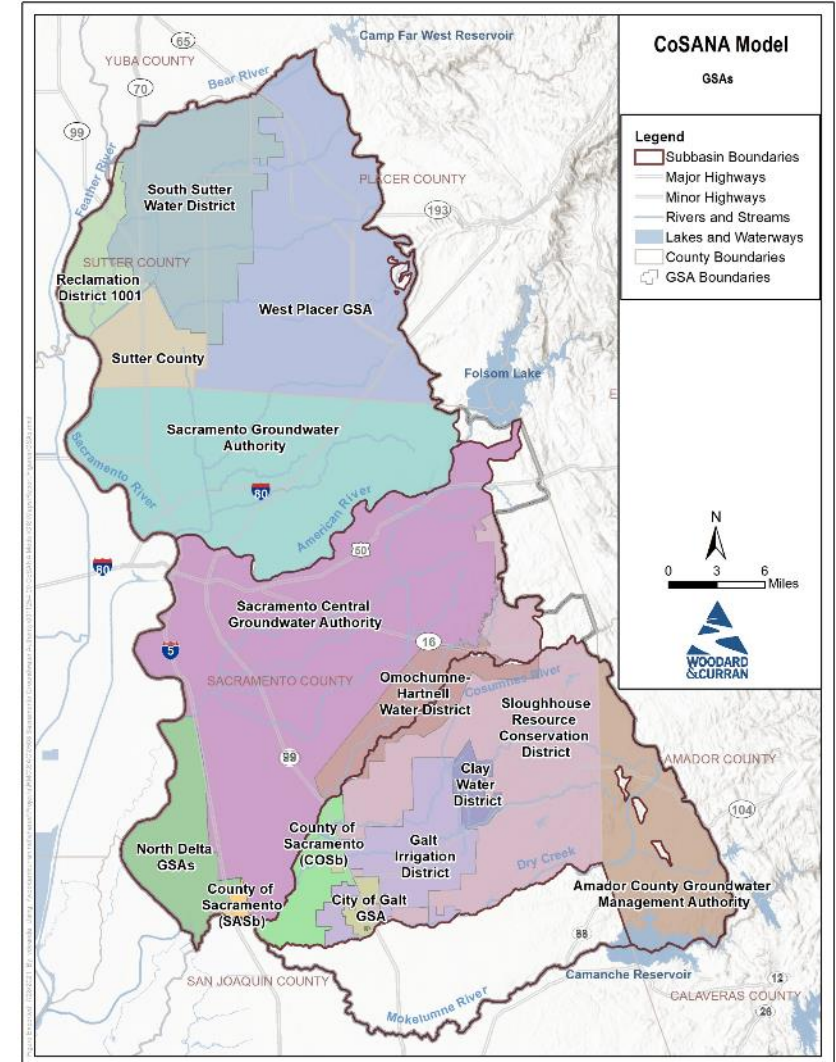 CoSANA Model
GSAs
Legend
Subbasin Boundaries
Major Highways
Minor Highways
Rivers and Streams
Lakes and Waterways
County Boundaries
GSA Boundaries
N
0 3 6
Miles
WOODARD
&CURRAN
65
Camp Far West Reservoir
YUBA COUNTY
Bear River
70
99
Feather River
South Sutter
Water District
PLACER COUNTY
193
SUTTER COUNTY
Reclamation
District 1001
West Placer GSA
Sutter County
Folsom Lake
Sacramento Groundwater
Authority
Sacramento River
80
American River
50
80
Sacramento Central
Groundwater Authority
16
5
SACRAMENTO COUNTY
Omochumne-
Hartnell
Water District
Cosumnes River
Sloughhouse
Resource
Conservation
District
AMADOR COUNTY
99
Clay
Water
District
104
County of
Sacramento
(COSb)
North Delta
GSAs
Galt
Irrigation
District
Dry Creek
County of
Sacramento
(SASb)
City of Galt
GSA
Amador County Groundwater
Management Authority
88
SAN JOAQUIN COUNTY
Camanche Reservoir
12
Mokelumne River
CALAVERAS COUNTY
26